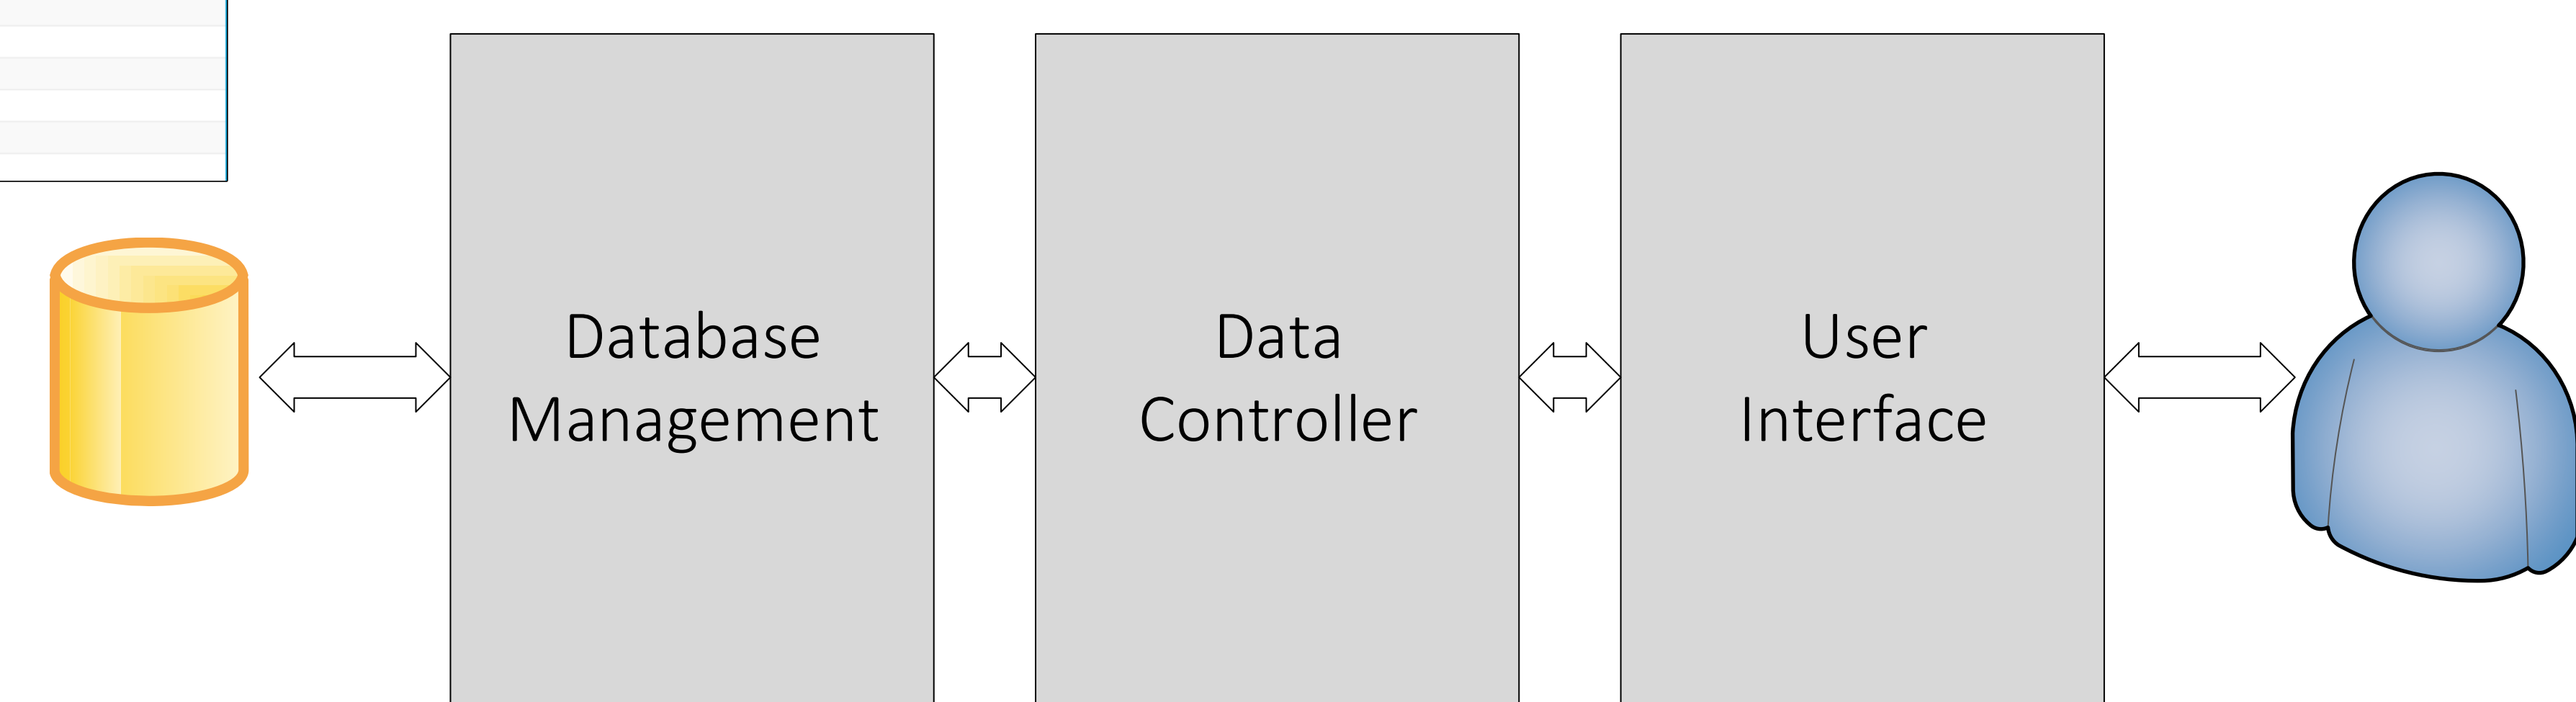 Database
Management
Data
Controller
User
Interface